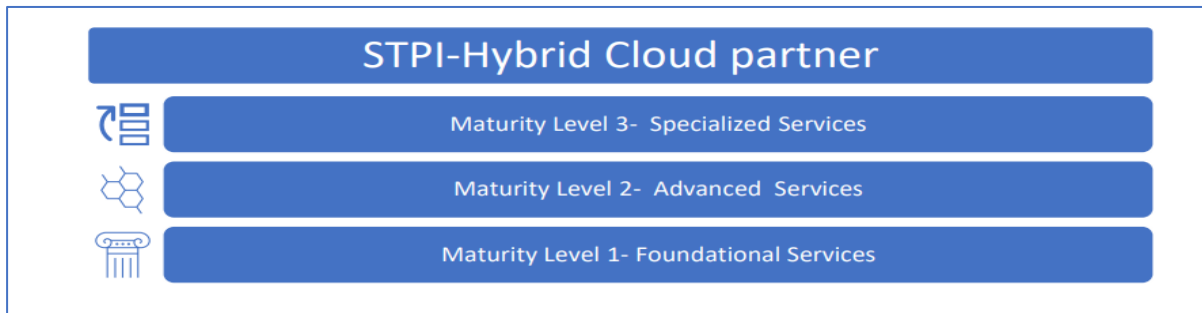 STPI-Hybrid Cloud partner
Maturity Level 3- Specialized Services
Maturity Level 2- Advanced Services
Maturity Level 1- Foundational Services